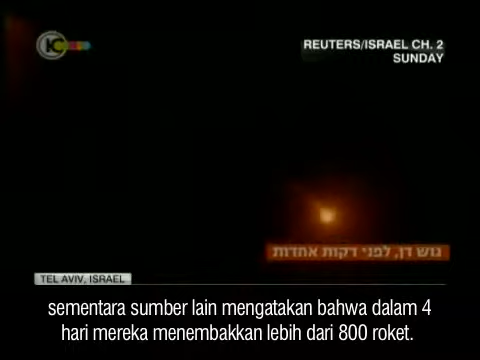 REUTERS/ISRAEL CH. 2
SUNDAY
גוש דן, לפני דקות אחדות
TEL AVIV, ISRAEL
sementara sumber lain mengatakan bahwa dalam 4
hari mereka menembakkan lebih dari 800 roket.